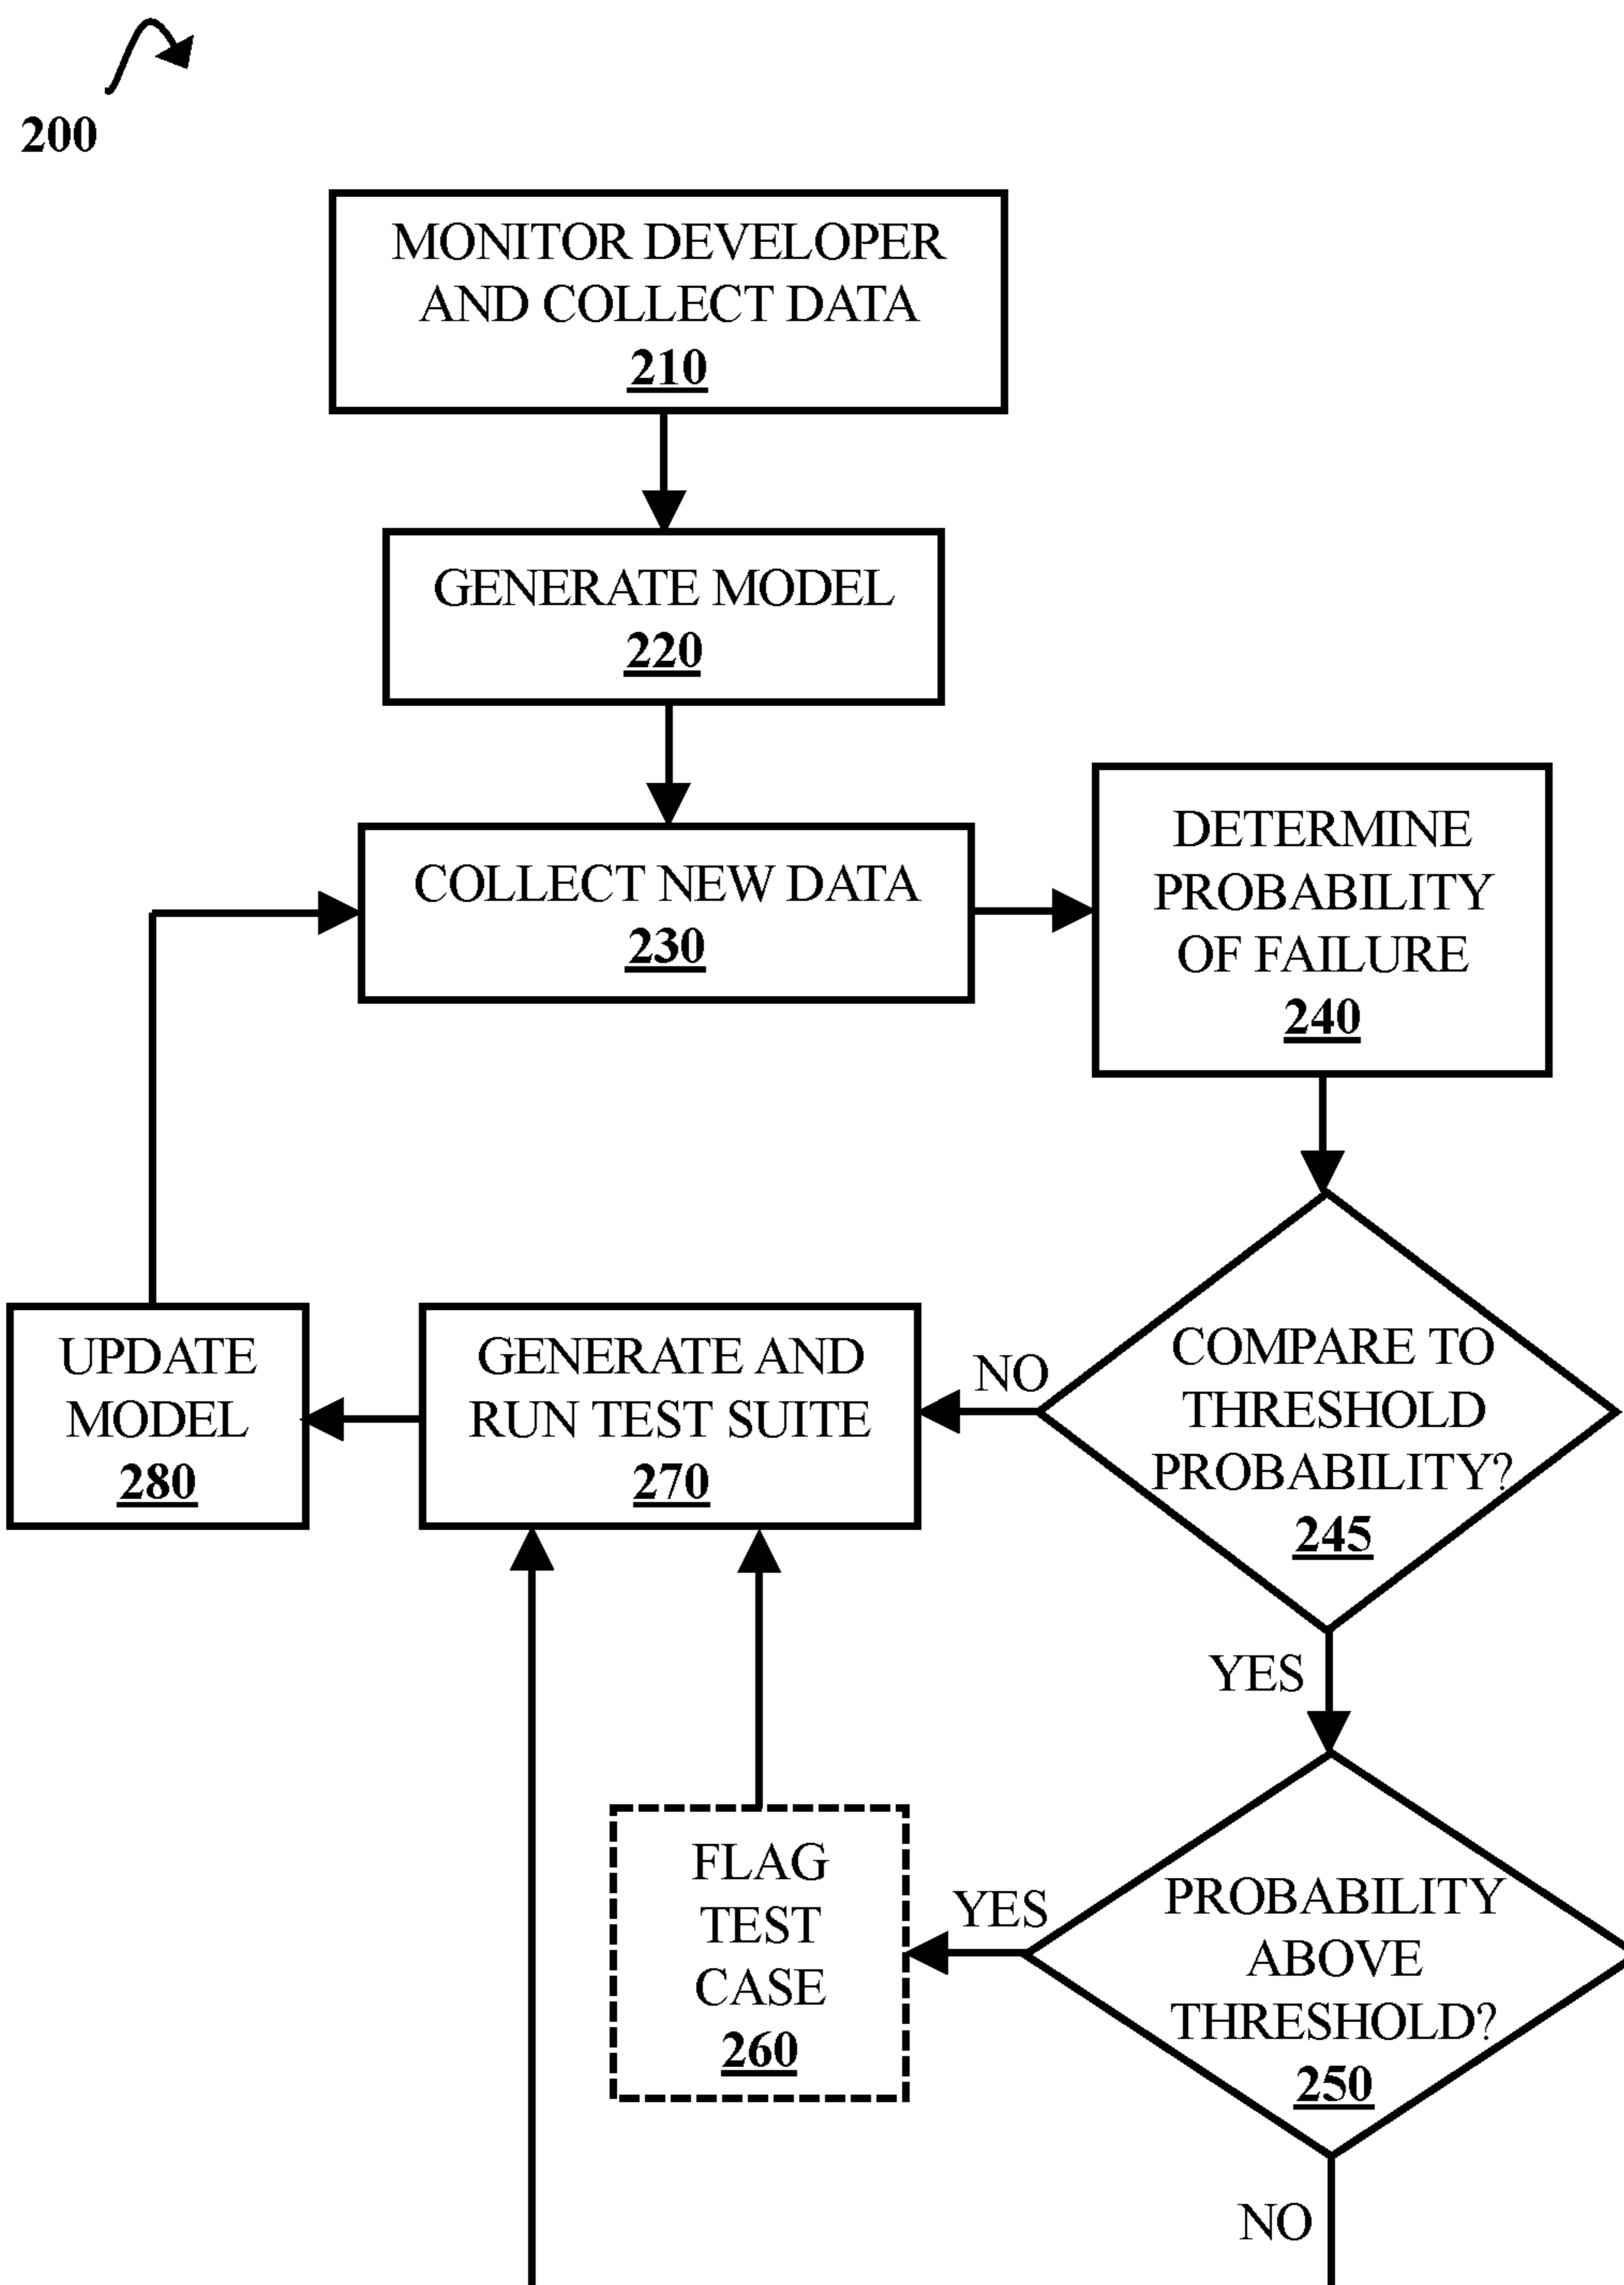 200
MONITOR DEVELOPER
AND COLLECT DATA
210
GENERATE MODEL
220
COLLECT NEW DATA
230
DETERMINE
PROBABILITY
OF FAILURE
240
COMPARE TO
THRESHOLD
PROBABILITY?
245
NO
GENERATE AND
RUN TEST SUITE
270
UPDATE
MODEL
280
YES
PROBABILITY
ABOVE
THRESHOLD?
250
YES
FLAG
TEST
CASE
260
NO